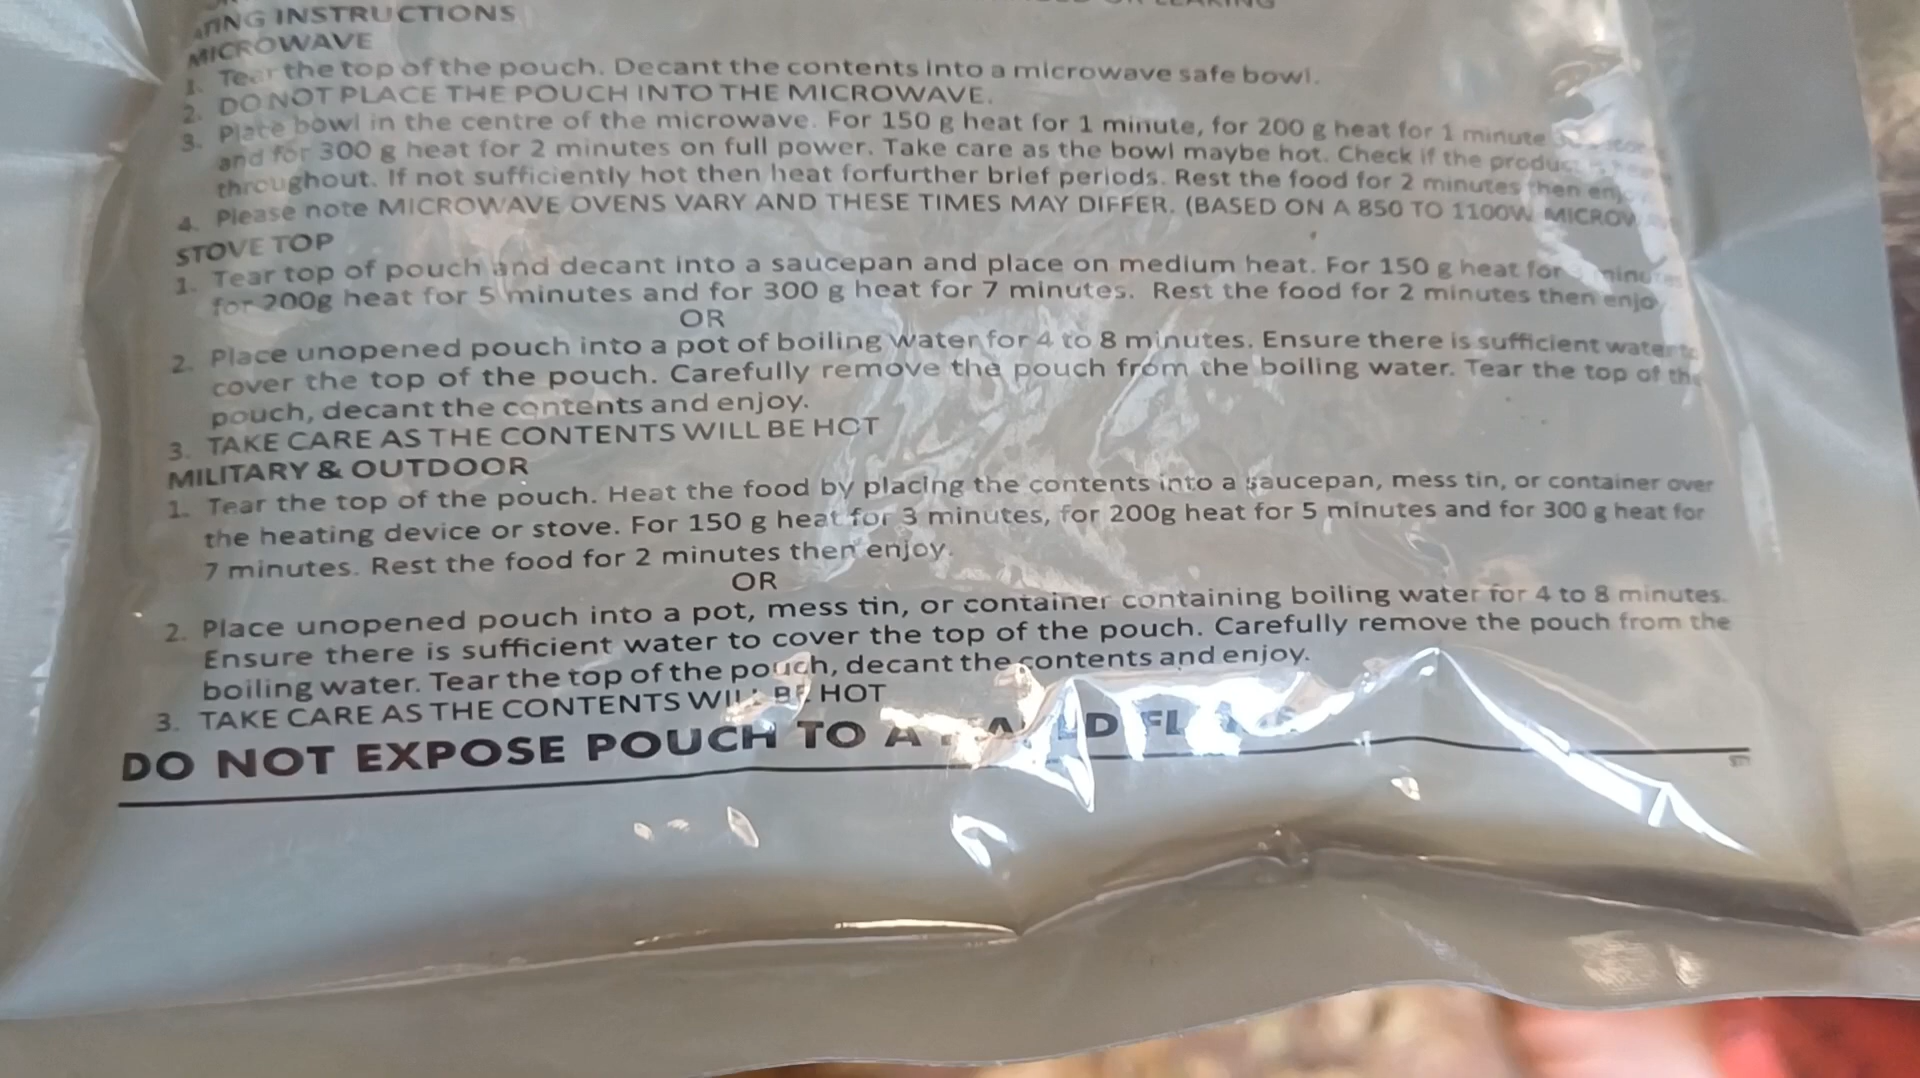 INSTRUCTIONS
MICROWAVE
1. Tear the top of the pouch. Decant the contents into a microwave safe bowl.
2. DO NOT PLACE THE POUCH INTO THE MICROWAVE.
3. Place bowl in the centre of the microwave. For 150 g heat for 1 minute, for 200 g heat for 1 minute
and for 300 g heat for 2 minutes on full power. Take care as the bowl maybe hot. Check if the
throughout. If not sufficiently hot then heat forfurther brief periods. Rest the food for 2 minutes then
4. Please note MICROWAVE OVENS VARY AND THESE TIMES MAY DIFFER. (BASED ON A 850 TO 1100W
STOVE TOP
1. Tear top of pouch and decant into a saucepan and place on medium heat. For 150 g heat for minutes
for 200g heat for 5 minutes and for 300 g heat for 7 minutes. Rest the food for 2 minutes then
OR
2. Place unopened pouch into a pot of boiling water for 4 to 8 minutes. Ensure there is sufficient water
cover the top of the pouch. Carefully remove the pouch from the boiling water. Tear the top of the
pouch, decant the contents and enjoy.
3. TAKE CARE AS THE CONTENTS WILL BE HOT
MILITARY & OUTDOOR
1. Tear the top of the pouch. Heat the food by placing the contents into a saucepan, mess tin, or container over
the heating device or stove. For 150 g heat for 3 minutes, for 200g heat for 5 minutes and for 300 g heat for
7 minutes. Rest the food for 2 minutes then enjoy.
OR
2. Place unopened pouch into a pot, mess tin, or container containing boiling water for 4 to 8 minutes.
Ensure there is sufficient water to cover the top of the pouch. Carefully remove the pouch from the
boiling water. Tear the top of the pouch, decant the contents and enjoy.
3. TAKE CARE AS THE CONTENTS WILL BE HOT
DO NOT EXPOSE POUCH TO A